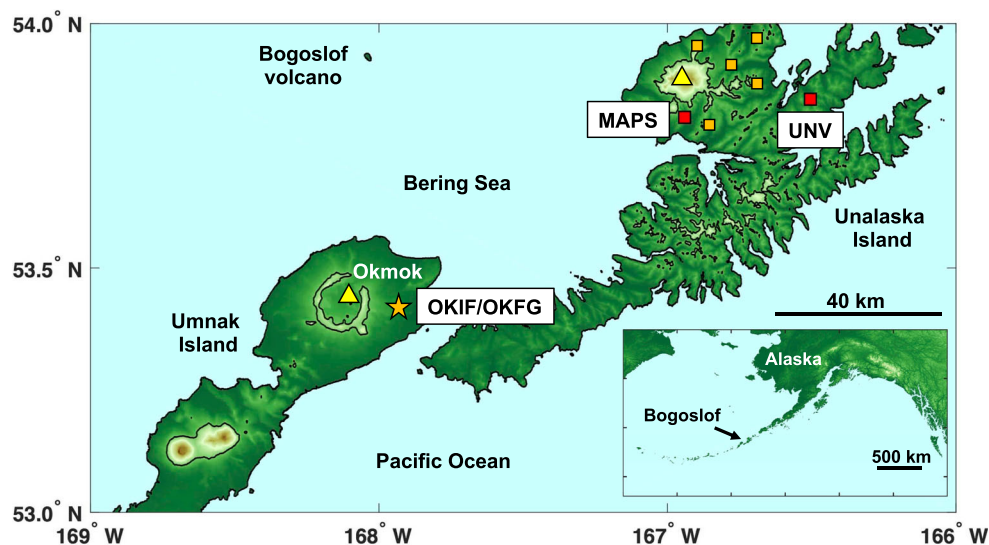 54.0° N
Bogoslof
volcano
MAPS
UNV
Bering Sea
Unalaska
Island
53.5° N
Okmok
OKIF/OKFG
40 km
Umnak
Island
Alaska
Bogoslof
500 km
Pacific Ocean
53.0° N
169° W
168° W
167° W
166° W